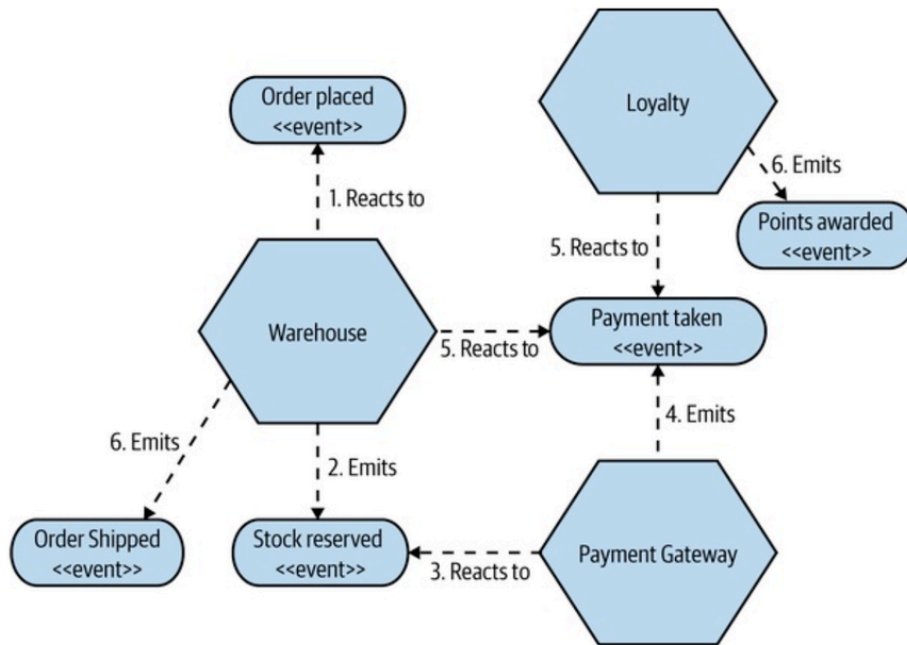 Order placed
<<event>>
Loyalty
6. Emits
1. Reacts to
Points awarded
<<event>>
5. Reacts to
Warehouse
Payment taken
<<event>>
5. Reacts to
4. Emits
6. Emits
2. Emits
Order Shipped
<<event>>
Stock reserved
<<event>>
3. Reacts to
Payment Gateway